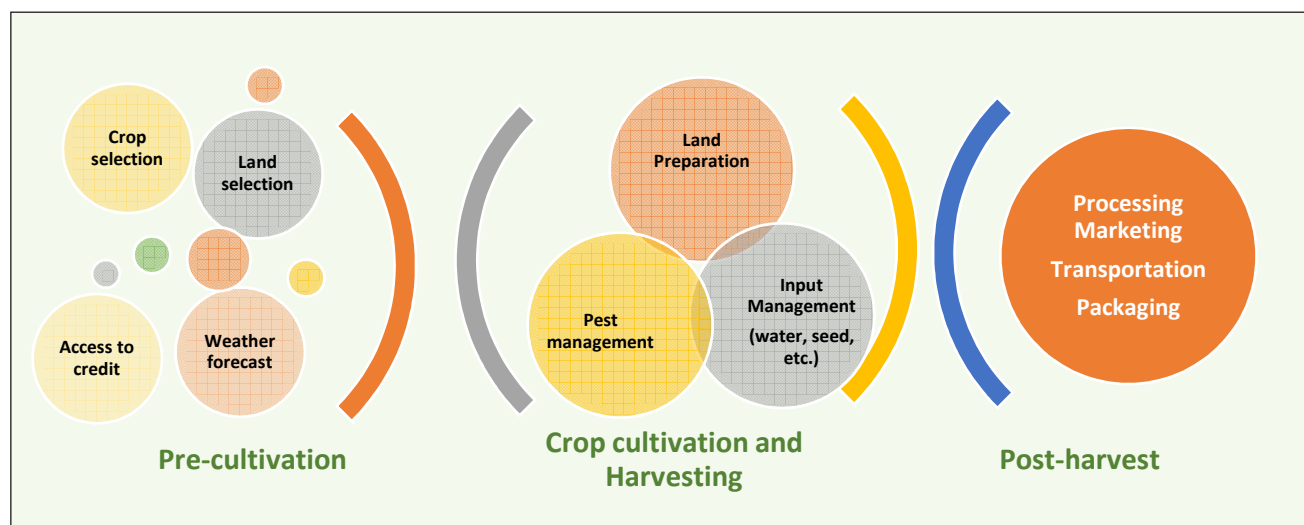 Crop
selection
Land
selection
Access to
credit
Weather
forecast
Pre-cultivation
Land
Preparation
Pest
management
Input
Management
(water, seed,
etc.)
Crop cultivation and
Harvesting
Processing
Marketing
Transportation
Packaging
Post-harvest